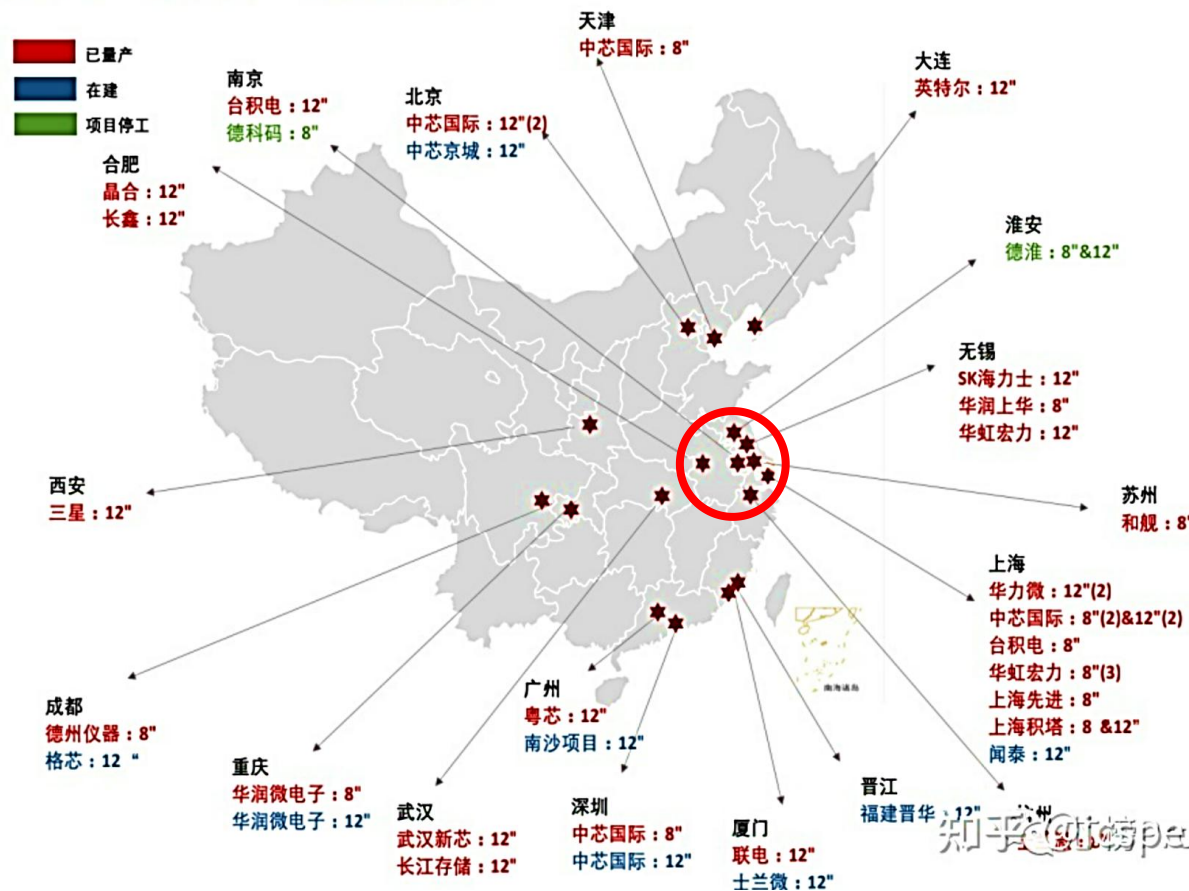 已量产
在建
项目停工
天津
中芯国际：8"
大连
英特尔：12"
南京
台积电：12"
德科码：8"
北京
中芯国际：12"(2)
中芯京城：12"
合肥
晶合：12"
长鑫：12"
淮安
德淮：8"&12"
无锡
SK海力士：12"
华润上华：8"
华虹宏力：12"
西安
三星：12"
苏州
和舰：8"
上海
华力微：12"(2)
中芯国际：8"(2)&12"(2)
台积电：8"
华虹宏力：8"(3)
上海先进：8"
上海积塔：8 &12"
闻泰：12"
成都
德州仪器：8"
格芯：12 "
重庆
华润微电子：8"
华润微电子：12"
武汉
武汉新芯：12"
长江存储：12"
广州
粤芯：12"
南沙项目：12"
深圳
中芯国际：8"
中芯国际：12"
厦门
联电：12"
士兰微：12"
晋江
福建晋华：12"
南海诸岛
知乎